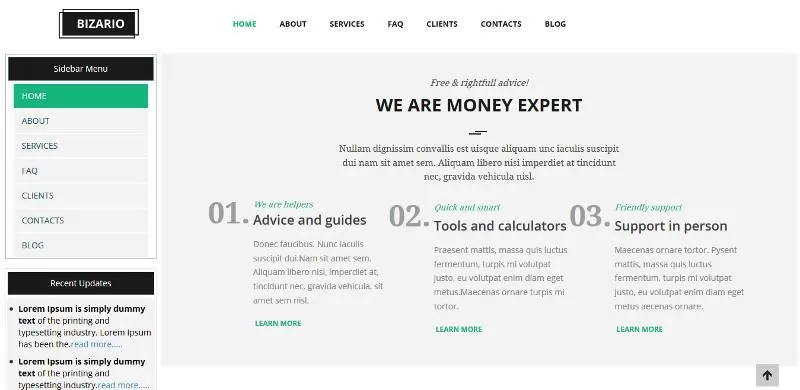 BIZARIO
HOME ABOUT SERVICES FAQ CLIENTS CONTACTS BLOG
Sidebar Menu
HOME
ABOUT
SERVICES
FAQ
CLIENTS
CONTACTS
BLOG
Recent Updates
Lorem Ipsum is simply dummy
text of the printing and
typesetting industry. Lorem Ipsum
has been the.read more.....
Lorem Ipsum is simply dummy
text of the printing and
typesetting industry.read more.....
Free & rightfull advice!
WE ARE MONEY EXPERT
Nullam dignissim convallis est uisque aliquam unc iaculis suscipit
dui nam sit amet sem. Aliquam libero nisi imperdiet at tincidunt
nec, gravida vehicula nisl.
01.
We are helpers
Advice and guides
Donec faucibus. Nunc iaculis
suscipit dui.Nam sit amet sem.
Aliquam libero nisi, imperdiet at,
tincidunt nec, gravida vehicula, sit
amet sem nisl.
LEARN MORE
02.
Quick and smart
Tools and calculators
Praesent mattis, massa quis luctus
fermentum, turpis mi volutpat
justo, eu volutpat enim diam eget
metus.Maecenas ornare turpis mi
tortor.
LEARN MORE
03.
Friendly support
Support in person
Maecenas ornare tortor. Pysent
mattis, massa quis luctus
fermentum, turpis mi volutpat
justo, eu volutpat enim diam eget
metus aecenas ornare.
LEARN MORE